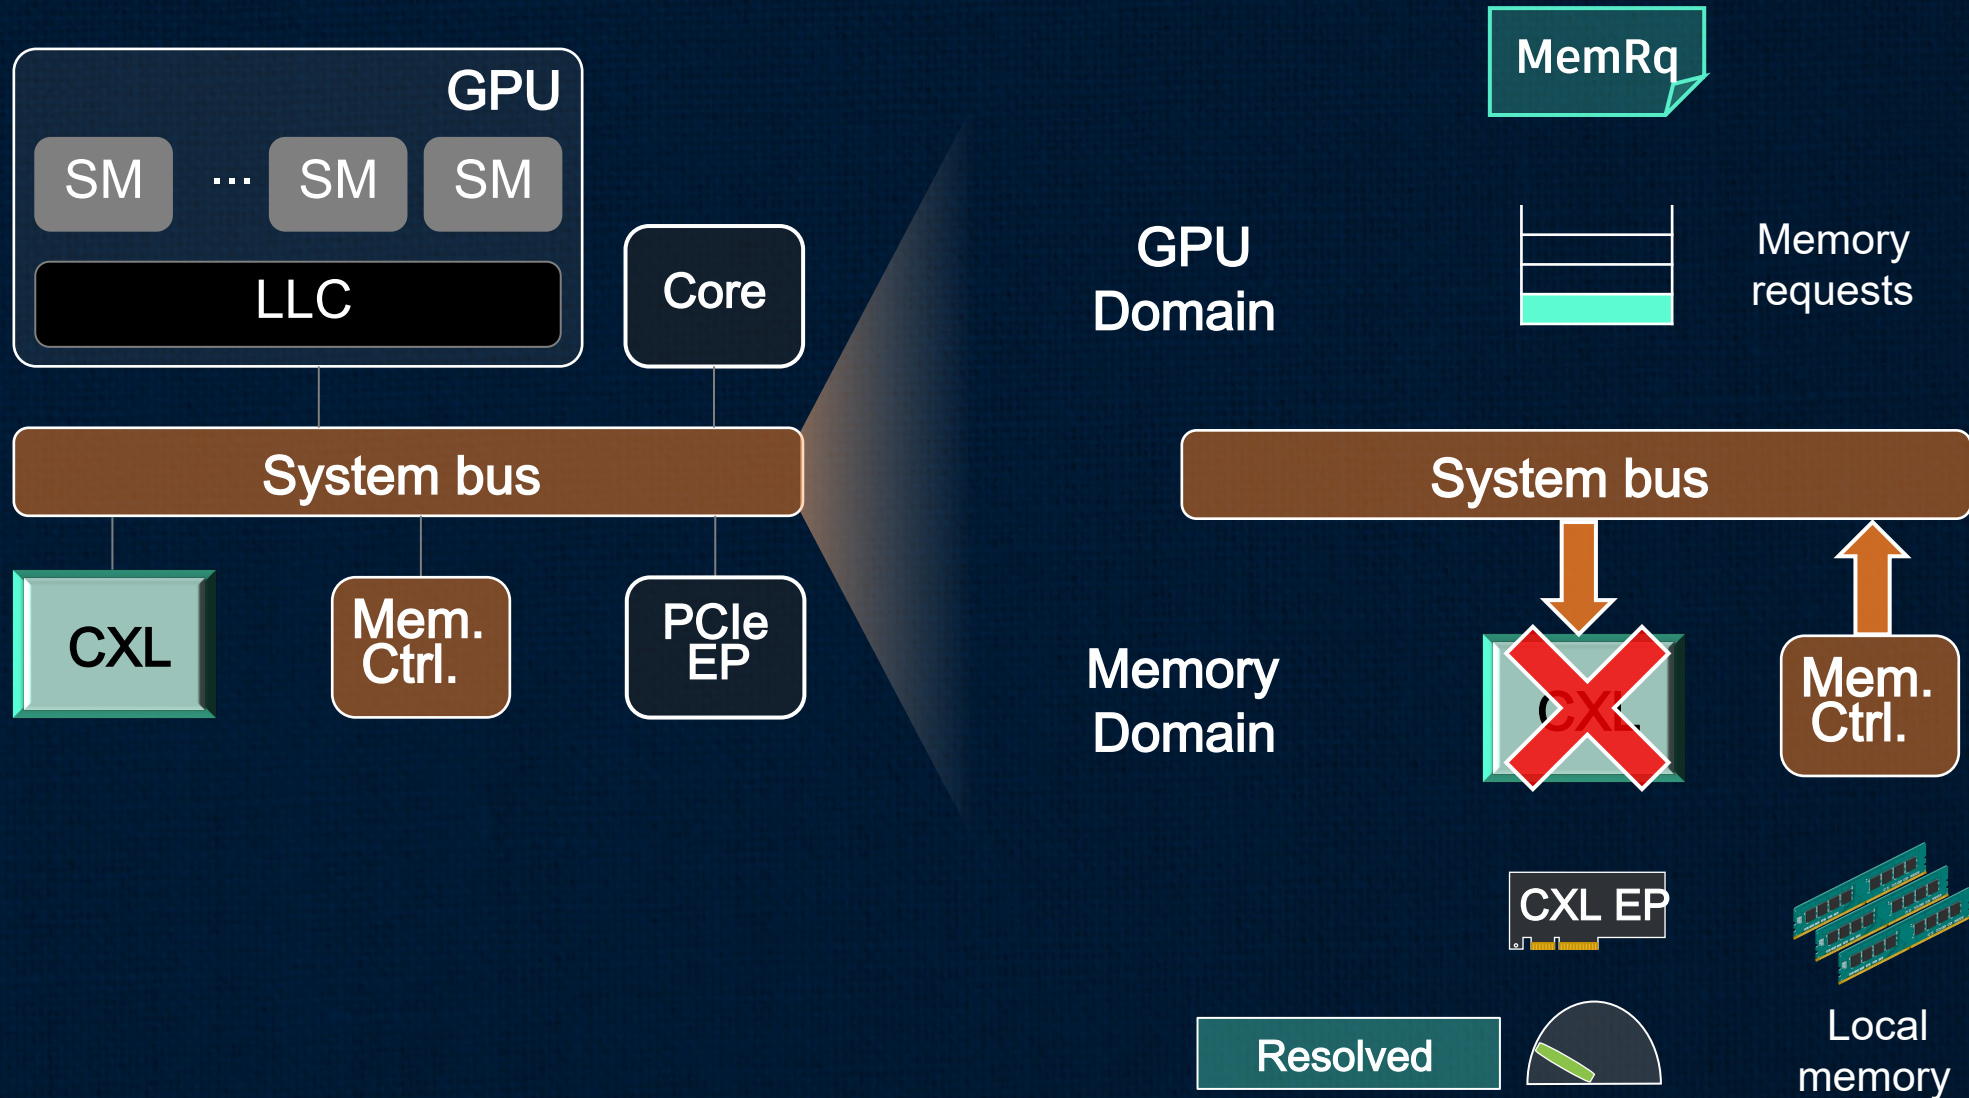 GPU
SM
...
SM
SM
LLC
Core
System bus
CXL
Mem.
Ctrl.
PCIe
EP
MemRq
GPU
Domain
Memory
requests
System bus
Memory
Domain
CXL
Mem.
Ctrl.
CXL EP
Resolved
Local
memory